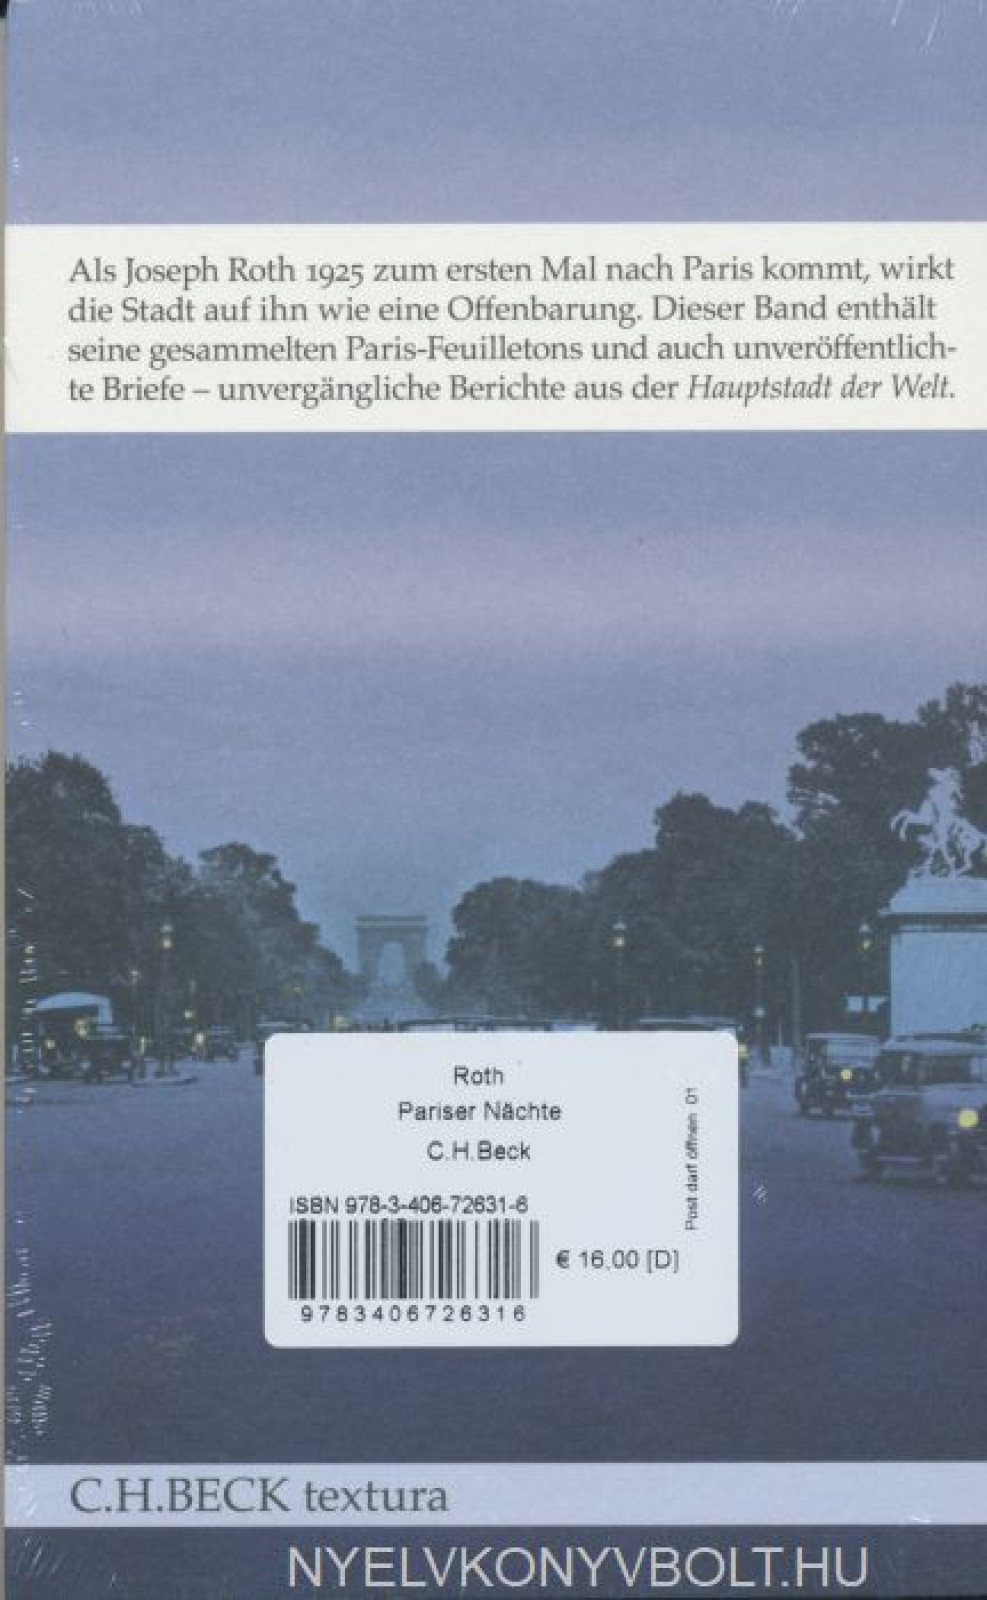 Als Joseph Roth 1925 zum ersten Mal nach Paris kommt, wirkt
die Stadt auf ihn wie eine Offenbarung. Dieser Band enthält
seine gesammelten Paris-Feuilletons und auch unveröffentlich-
te Briefe – unvergängliche Berichte aus der Hauptstadt der Welt.
Roth
Pariser Nächte
C.H.Beck
Post darf öffnen 01
ISBN 978-3-406-72631-6
€ 16,00 [D]
9783406726316
C.H.BECK textura
NYELVKONYVBOLT.HU